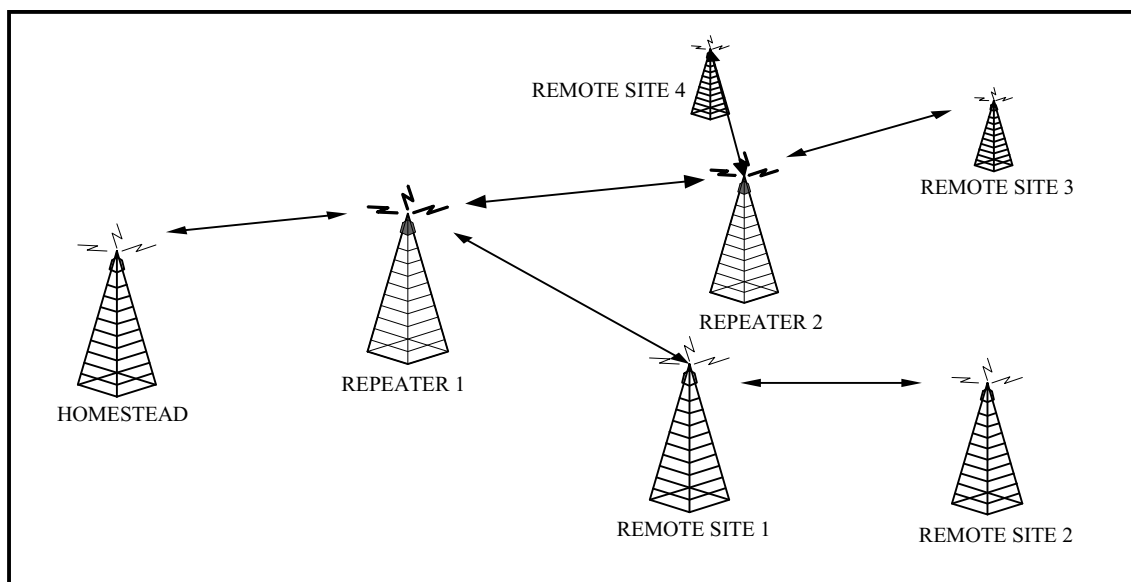 REMOTE SITE 4
REMOTE SITE 3
REPEATER 2
REPEATER 1
HOMESTEAD
REMOTE SITE 1
REMOTE SITE 2